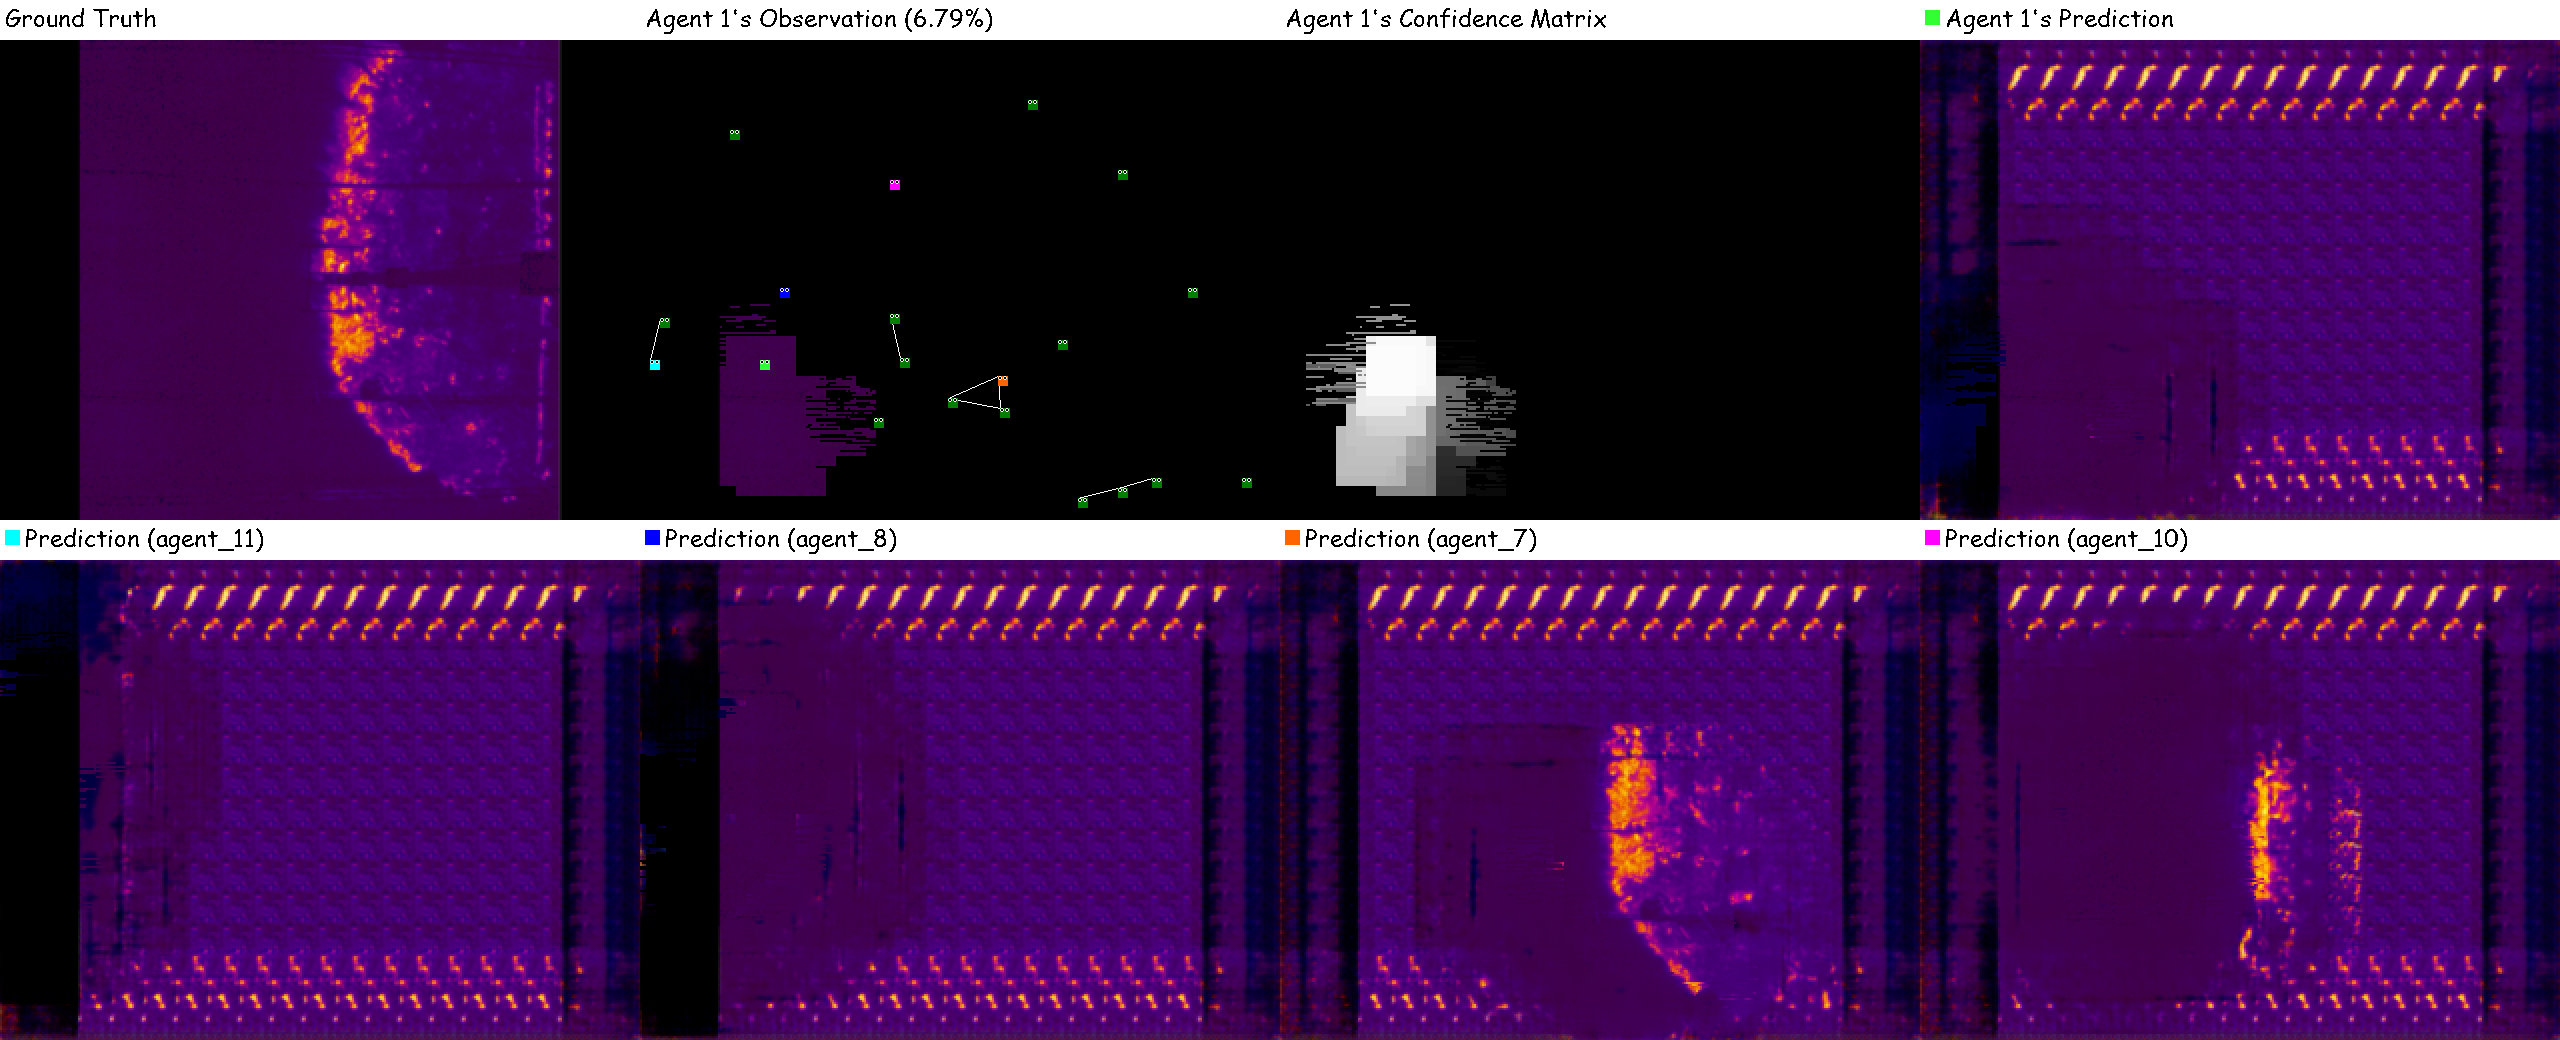 Ground Truth
Agent 1's Observation (6.79%)
Agent 1's Confidence Matrix
Agent 1's Prediction
Prediction (agent_11)
Prediction (agent_8)
Prediction (agent_7)
Prediction (agent_10)